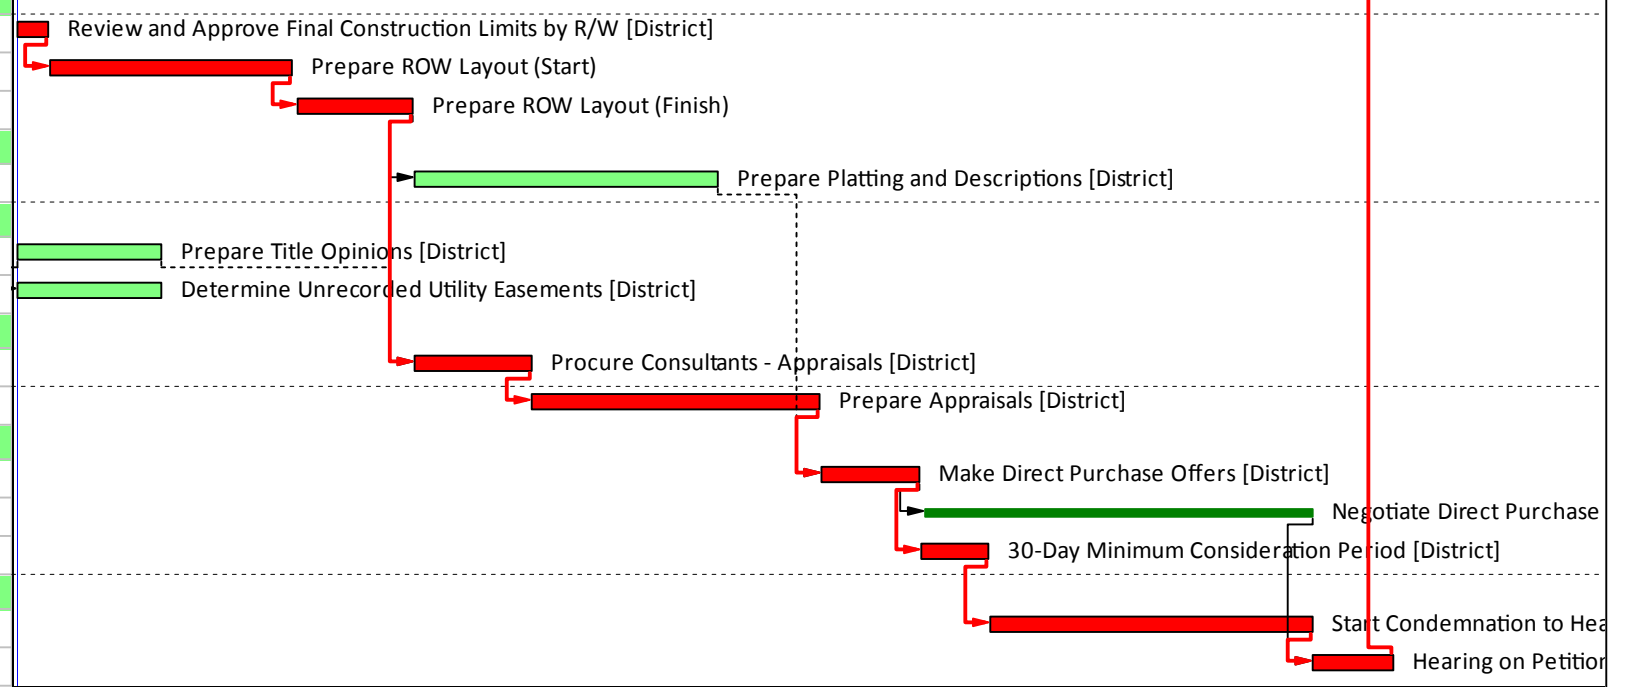 Review and Approve Final Construction Limits by R/W [District]
Prepare ROW Layout (Start)
Prepare ROW Layout (Finish)
Prepare Platting and Descriptions [District]
Prepare Title Opinions [District]
Determine Unrecorded Utility Easements [District]
Procure Consultants - Appraisals [District]
Prepare Appraisals [District]
Make Direct Purchase Offers [District]
Negotiate Direct Purchase
30-Day Minimum Consideration Period [District]
Start Condemnation to Hea
Hearing on Petition